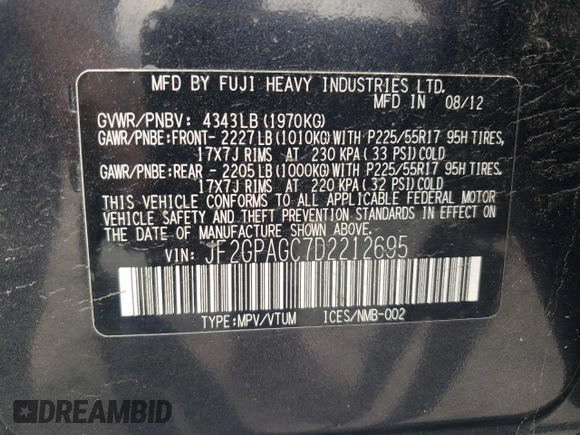 MFD BY FUJI HEAVY INDUSTRIES LTD.
MFD IN 08/12
GVWR/PNBV: 4343LB (1970KG)
GAWR/PNBE:FRONT- 2227LB (1010KG) WITH P225/55R17 95H TIRES,
17X7J RIMS AT 230 KPA (33 PSI) COLD
GAWR/PNBE:REAR - 2205LB (1000KG) WITH P225/55R17 95H TIRES,
17X7J RIMS AT 220 KPA (32 PSI) COLD
THIS VEHICLE CONFORMS TO ALL APPLICABLE FEDERAL MOTOR
VEHICLE SAFETY AND THEFT PREVENTION STANDARDS IN EFFECT
ON THE DATE OF MANUFACTURE SHOWN ABOVE.
VIN: JF2GPAGC7D2212695
TYPE:MPV/VTUM ICES/NMB-002
DREAMBID